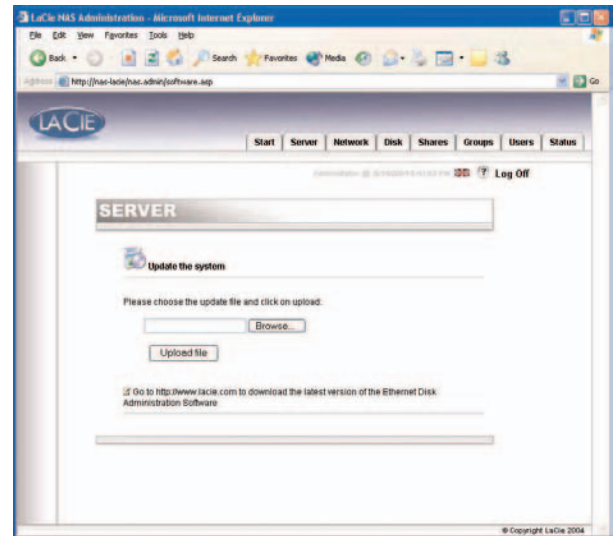 LaCie NAS Administration - Microsoft Internet Explorer
File Edit View Favorites Tools Help
Back Search Favorites Media
Address http://nas-lacie/nac.admin/software.asp Go
LACIE
Start Server Network Disk Shares Groups Users Status
? Log Off
SERVER
Update the system
Please choose the update file and click on upload:
Browse...
Upload file
Go to http://www.lacie.com to download the latest version of the Ethernet Disk
Administration Software
© Copyright LaCie 2004